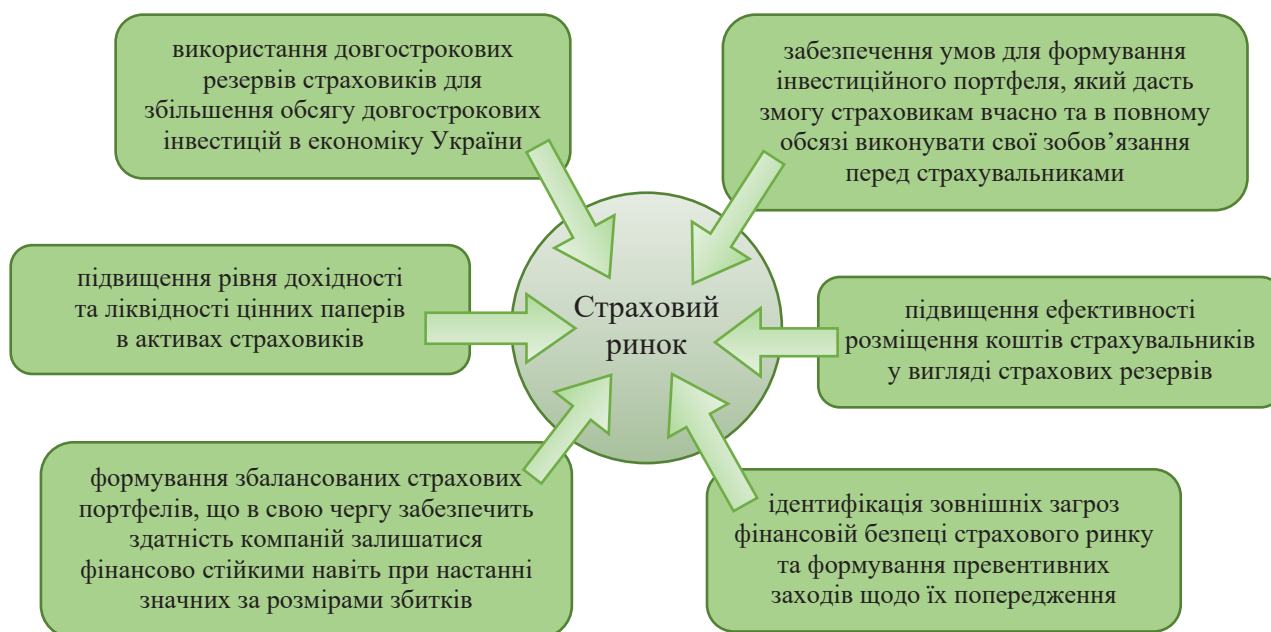 використання довгострокових
резервів страховиків для
збільшення обсягу довгострокових
інвестицій в економіку України
забезпечення умов для формування
інвестиційного портфеля, який дасть
змогу страховикам вчасно та в повному
обсязі виконувати свої зобов’язання
перед страхувальниками
підвищення рівня дохідності
та ліквідності цінних паперів
в активах страховиків
Страховий
ринок
підвищення ефективності
розміщення коштів страхувальників
у вигляді страхових резервів
формування збалансованих страхових
портфелів, що в свою чергу забезпечить
здатність компаній залишатися
фінансово стійкими навіть при настанні
значних за розмірами збитків
ідентифікація зовнішніх загроз
фінансовій безпеці страхового ринку
та формування превентивних
заходів щодо їх попередження